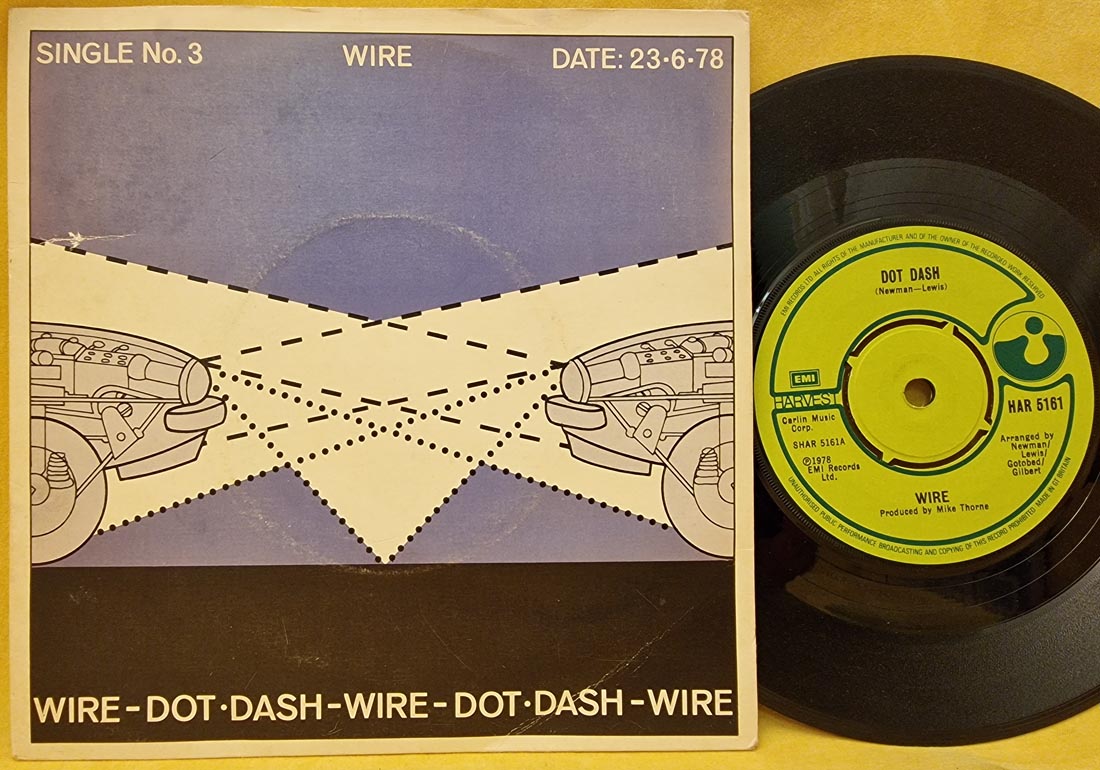 SINGLE No. 3
WIRE
DATE: 23·6·78
WIRE-DOT·DASH-WIRE-DOT·DASH-WIRE
EMI RECORDS LTD. ALL RIGHTS OF THE MANUFACTURER AND OF THE OWNER OF THE RECORDED WORK RESERVED
DOT DASH
(Newman—Lewis)
EMI
HARVEST
Carlin Music
Corp.
SHAR 5161A
℗1978
EMI Records
Ltd.
HAR 5161
Arranged by
Newman/
Lewis/
Gotobed/
Gilbert
WIRE
Produced by Mike Thorne
UNAUTHORISED PUBLIC PERFORMANCE BROADCASTING AND COPYING OF THIS RECORD PROHIBITED MADE IN GT BRITAIN